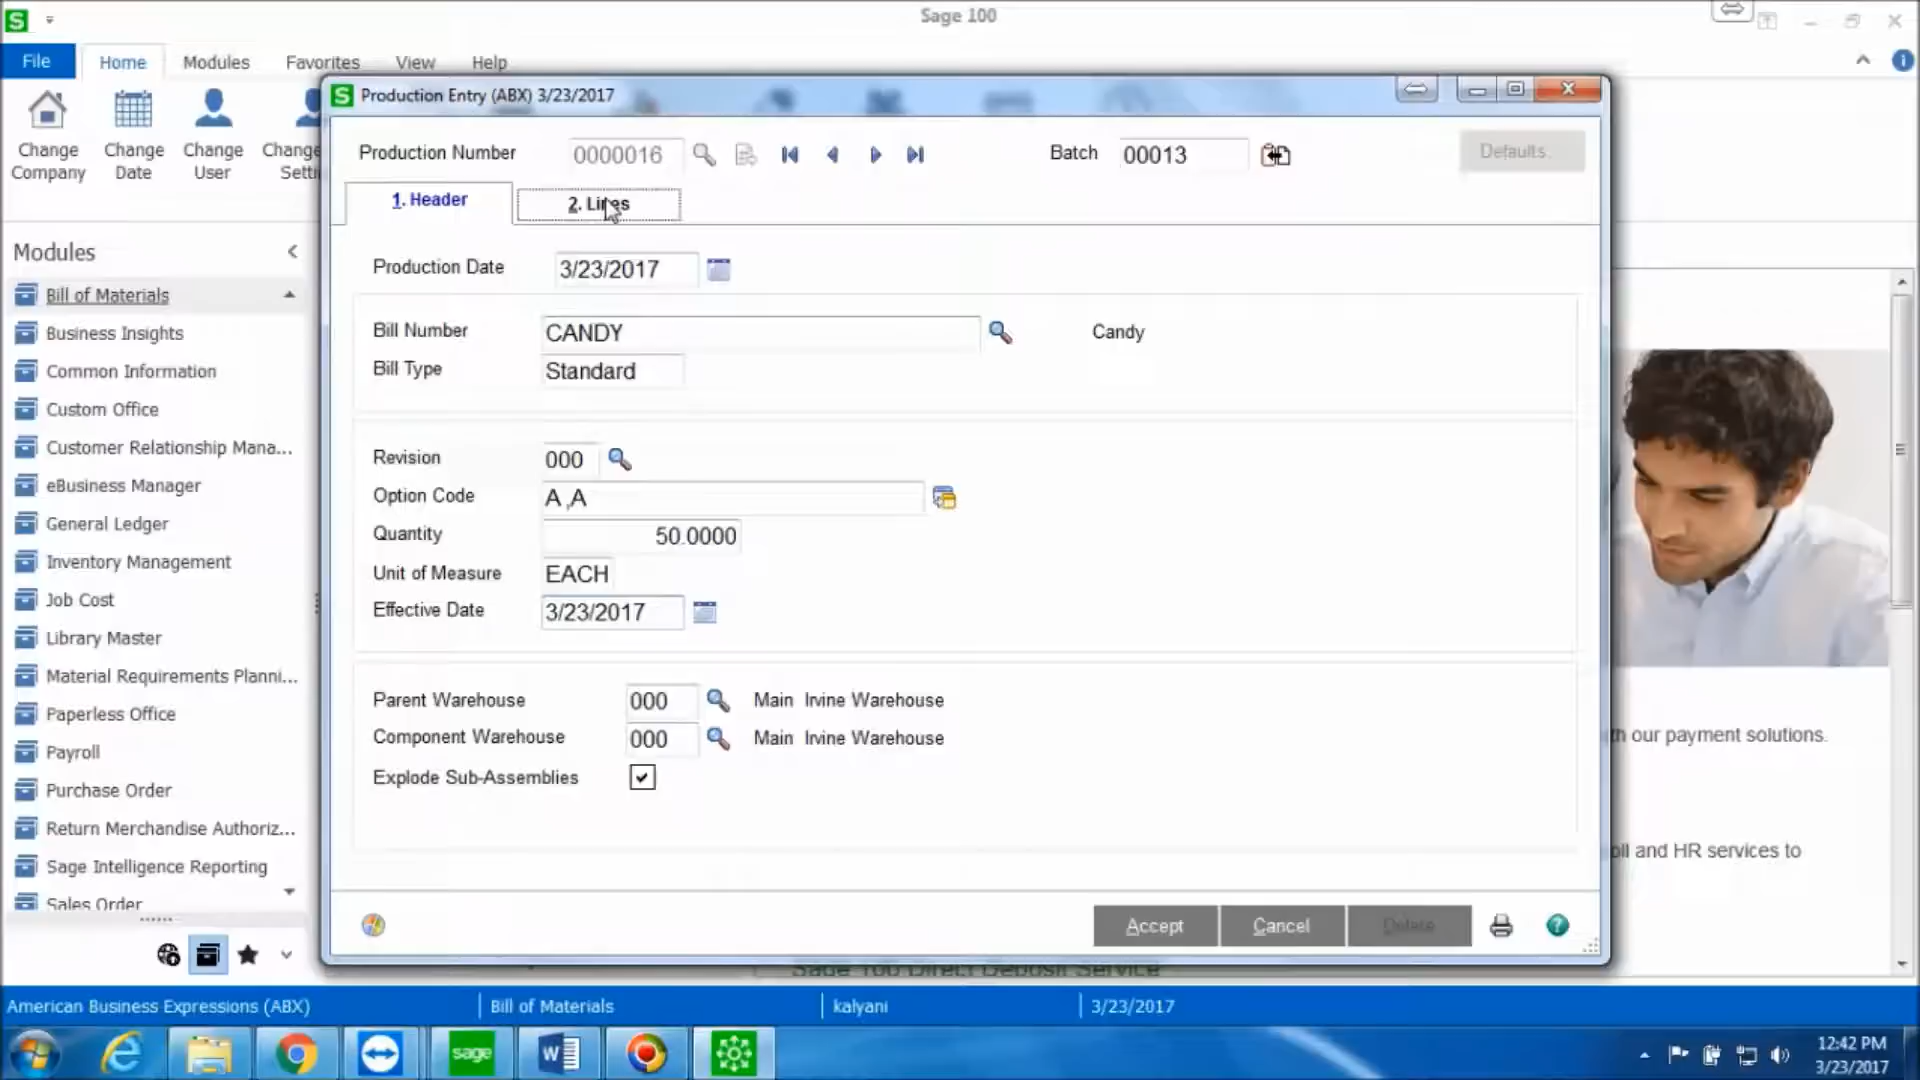 Sage 100
File Home Modules Favorites View Help
Change Company
Change Date
Change User
Production Entry (ABX) 3/23/2017
Production Number 0000016 Batch 00013 Defaults.
1. Header 2. Lines
Production Date 3/23/2017
Bill Number CANDY Candy
Bill Type Standard
Revision 000
Option Code A ,A
Quantity 50.0000
Unit of Measure EACH
Effective Date 3/23/2017
Parent Warehouse 000 Main Irvine Warehouse
Component Warehouse 000 Main Irvine Warehouse
Explode Sub-Assemblies
Accept Cancel Delete
Modules
Bill of Materials
Business Insights
Common Information
Custom Office
Customer Relationship Mana...
eBusiness Manager
General Ledger
Inventory Management
Job Cost
Library Master
Material Requirements Planni...
Paperless Office
Payroll
Purchase Order
Return Merchandise Authoriz...
Sage Intelligence Reporting
Sales Order
our payment solutions.
and HR services to
Sage 100 Direct Deposit Service
American Business Expressions (ABX) Bill of Materials kalyani 3/23/2017
sage
12:42 PM
3/23/2017